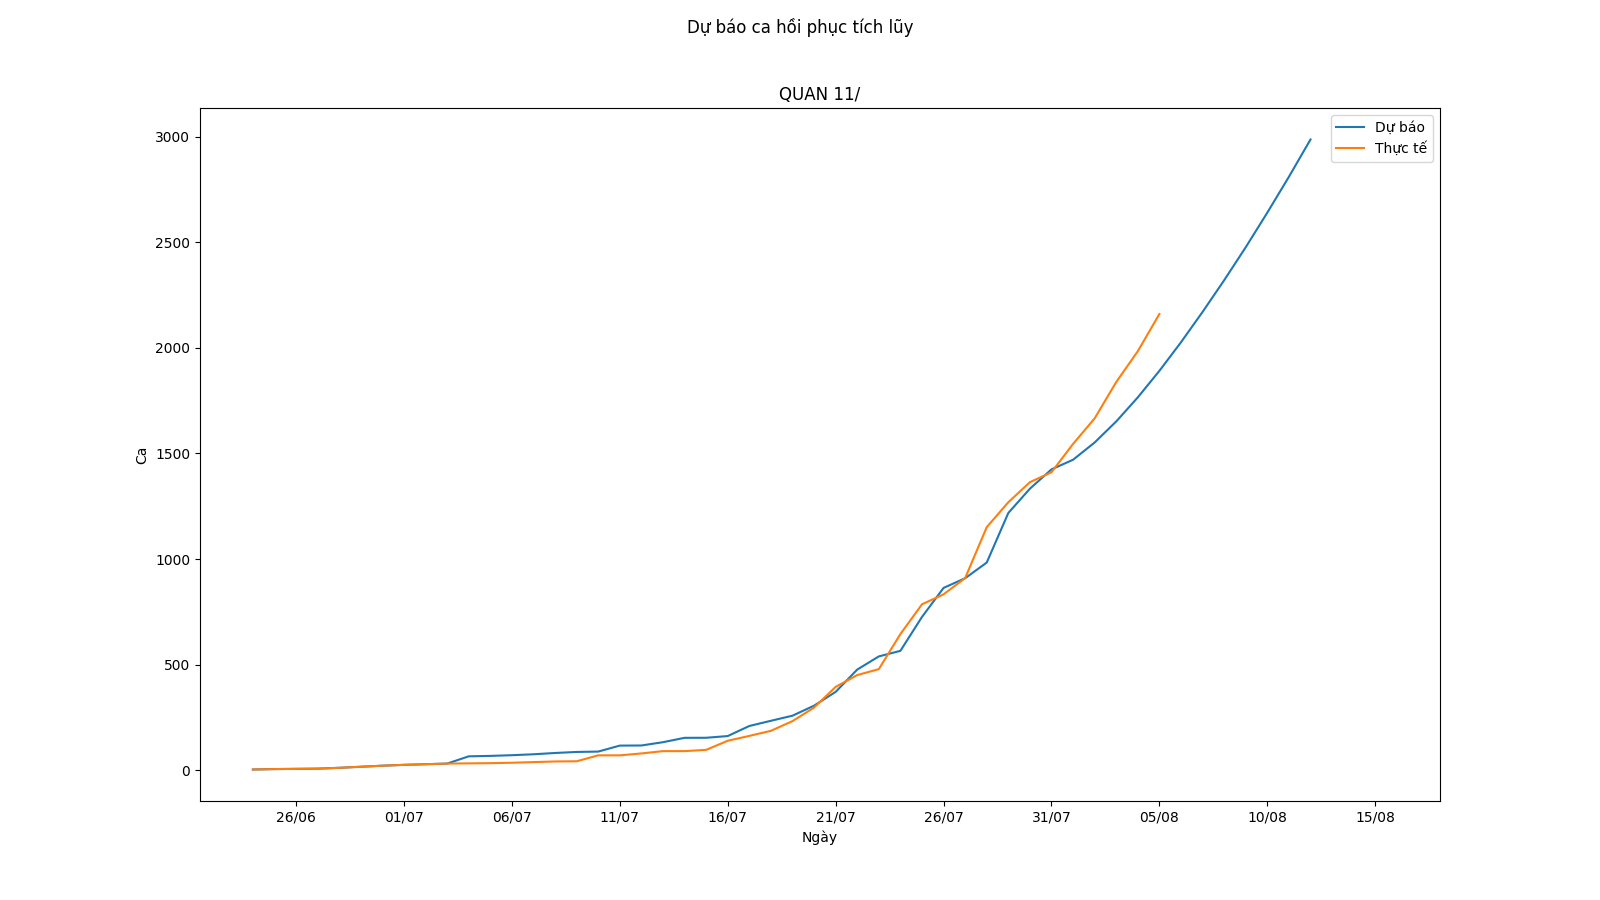 Dự báo ca hồi phục tích lũy
QUAN 11/
Dự báo
Thực tế
3000
2500
2000
1500
1000
500
0
Ca
26/06 01/07 06/07 11/07 16/07 21/07 26/07 31/07 05/08 10/08 15/08
Ngày